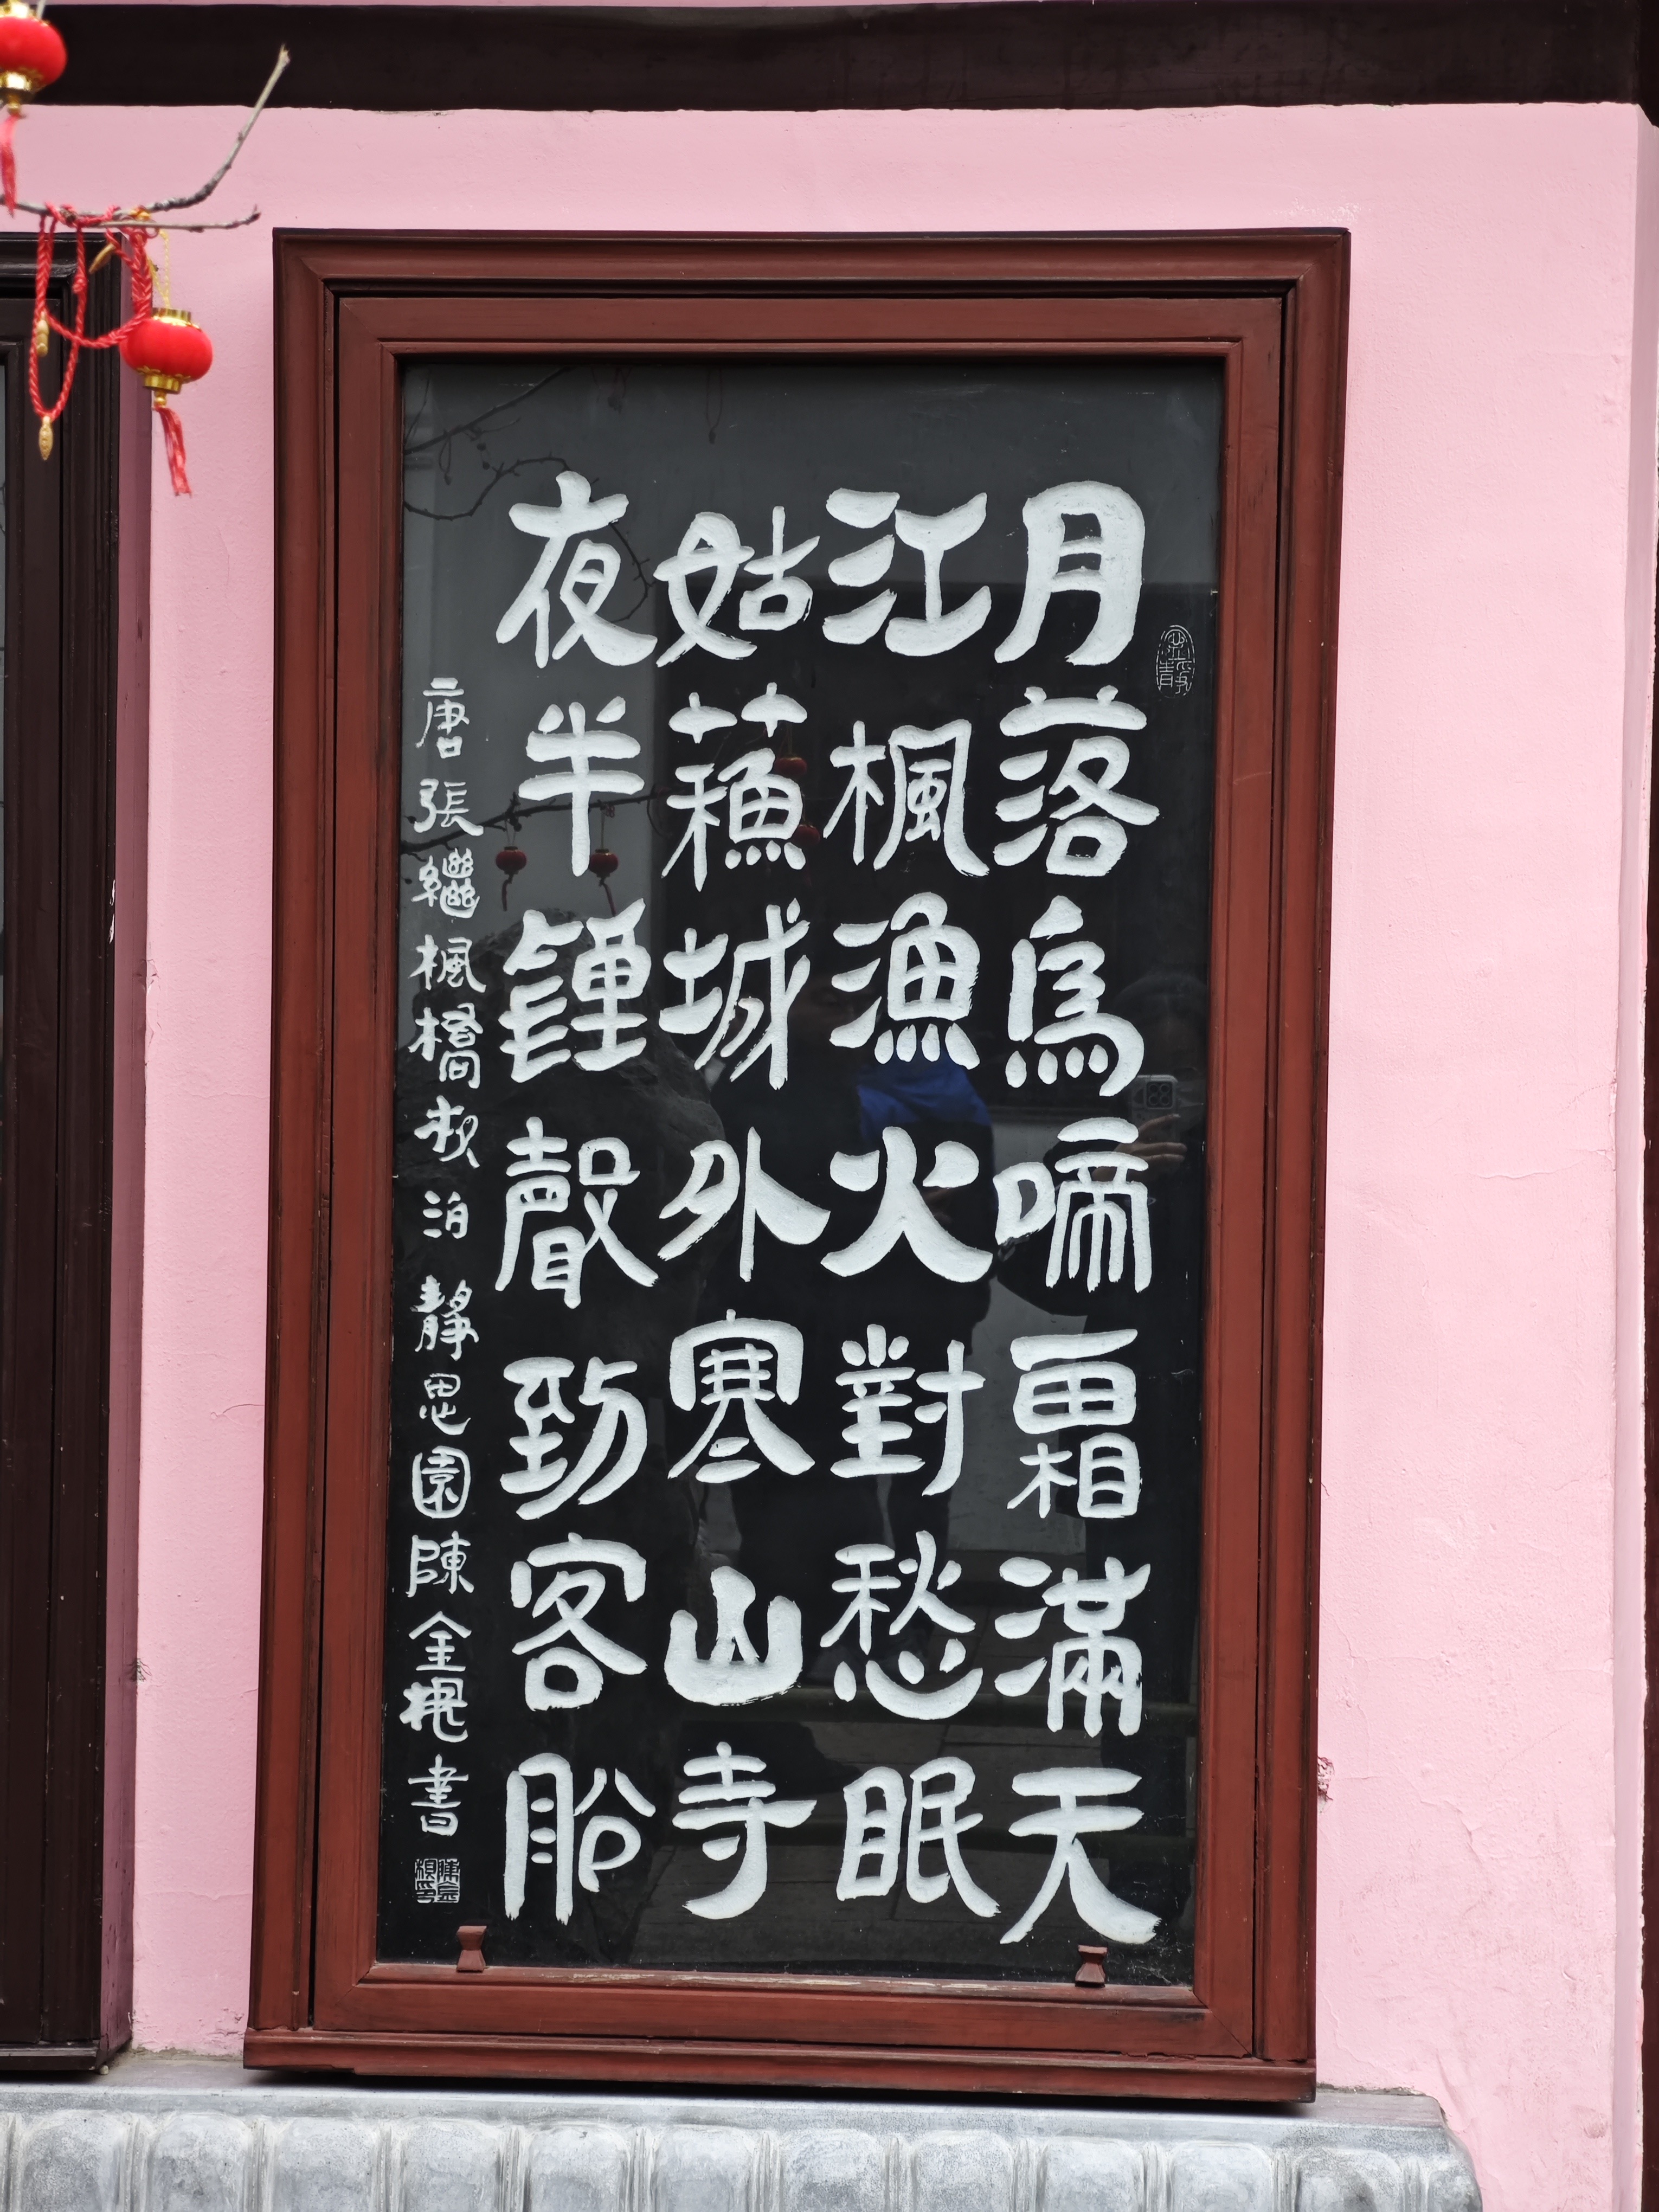 月落烏啼霜滿天
江楓漁火對愁眠
姑蘓城外寒山寺
夜半鍾聲到客船
唐張繼楓橋夜泊 靜思園陳金根書